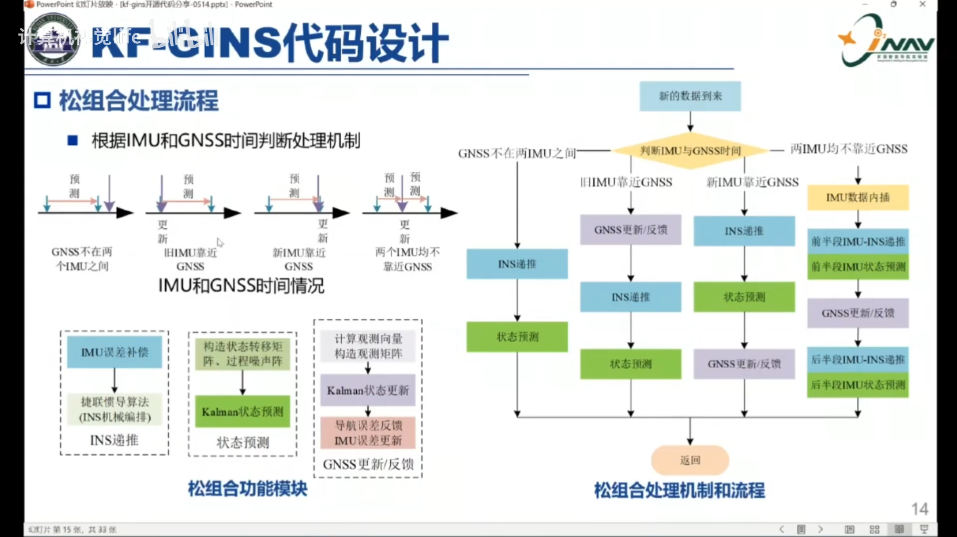 PowerPoint 幻灯片放映 - [kf-gins开源代码分享-0514.pptx] - PowerPoint
计算机视觉life
KF-GINS代码设计
NAV
松组合处理流程
根据IMU和GNSS时间判断处理机制
预测
预测
预测
预测
预测
更新
更新
更新
GNSS不在两
个IMU之间
旧IMU靠近
GNSS
新IMU靠近
GNSS
两个IMU均不
靠近GNSS
IMU和GNSS时间情况
IMU误差补偿
捷联惯导算法
(INS机械编排)
INS递推
构造状态转移矩
阵、过程噪声阵
Kalman状态预测
状态预测
计算观测向量
构造观测矩阵
Kalman状态更新
导航误差反馈
IMU误差更新
GNSS更新/反馈
松组合功能模块
新的数据到来
判断IMU与GNSS时间
GNSS不在两IMU之间
旧IMU靠近GNSS
新IMU靠近GNSS
两IMU均不靠近GNSS
INS递推
状态预测
GNSS更新/反馈
INS递推
状态预测
INS递推
状态预测
GNSS更新/反馈
IMU数据内插
前半段IMU-INS递推
前半段IMU状态预测
GNSS更新/反馈
后半段IMU-INS递推
后半段IMU状态预测
返回
松组合处理机制和流程
14
幻灯片 第 15 张，共 33 张